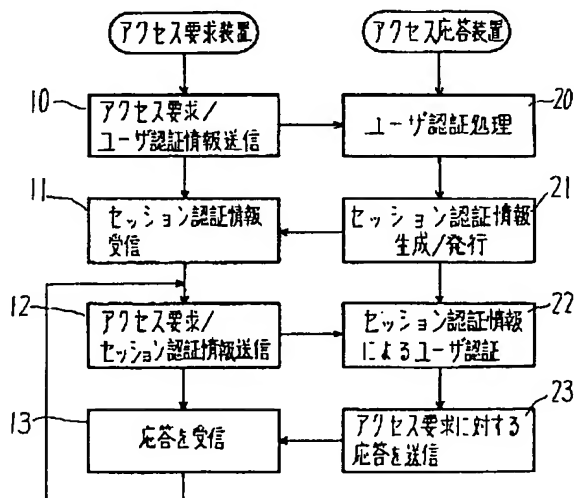 アクセス要求装置
アクセス応答装置
10
アクセス要求/
ユーザ認証情報送信
20
ユーザ認証処理
11
セッション認証情報
受信
21
セッション認証情報
生成/発行
12
アクセス要求/
セッション認証情報送信
22
セッション認証情報
によるユーザ認証
13
応答を受信
23
アクセス要求に対する
応答を送信